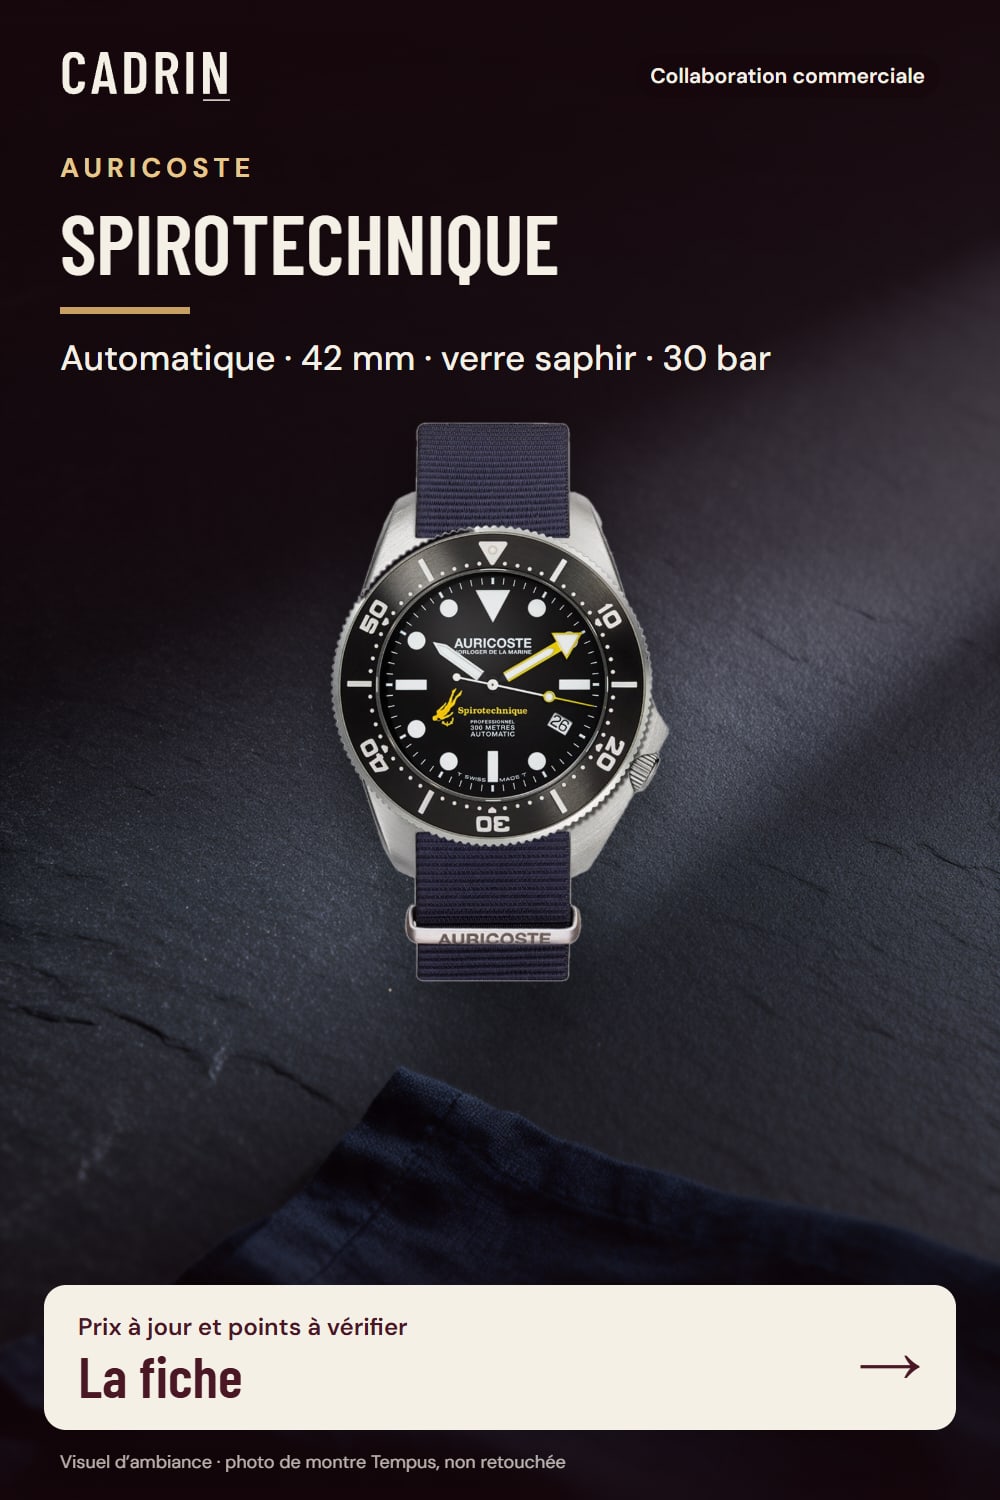 CADRIN
Collaboration commerciale
AURICOSTE
SPIROTECHNIQUE
Automatique · 42 mm · verre saphir · 30 bar
AURICOSTE
HORLOGER DE LA MARINE
Spirotechnique
PROFESSIONNEL
300 METRES
AUTOMATIC
26
T SWISS MADE T
10
20
30
40
50
AURICOSTE
Prix à jour et points à vérifier
La fiche
Visuel d’ambiance · photo de montre Tempus, non retouchée